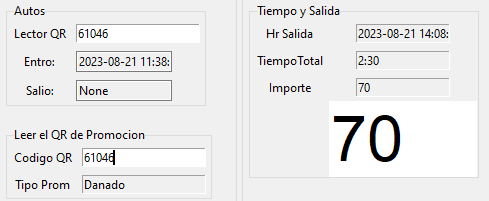 Autos
Lector QR 61046
Entro: 2023-08-21 11:38:
Salio: None
Leer el QR de Promocion
Codigo QR 61046
Tipo Prom Danado
Tiempo y Salida
Hr Salida 2023-08-21 14:08:
TiempoTotal 2:30
Importe 70
70